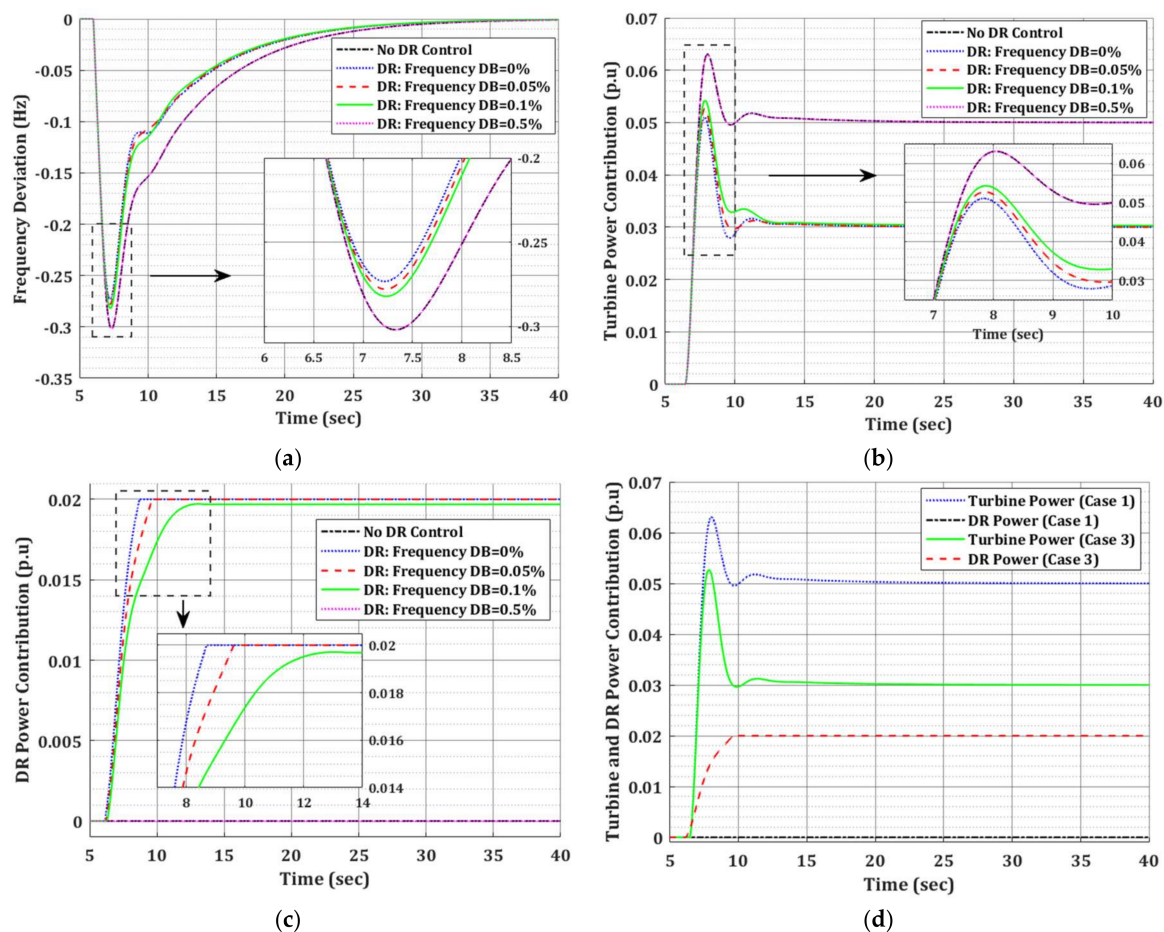 0
-0.05
-0.1
-0.15
-0.2
-0.25
-0.3
-0.35
Frequency Deviation (Hz)
No DR Control
DR: Frequency DB=0%
DR: Frequency DB=0.05%
DR: Frequency DB=0.1%
DR: Frequency DB=0.5%
-0.2
-0.25
-0.3
6 6.5 7 7.5 8 8.5
5 10 15 20 25 30 35 40
Time (sec)
(a)
0.07
0.06
0.05
0.04
0.03
0.02
0.01
0
Turbine Power Contribution (p.u)
No DR Control
DR: Frequency DB=0%
DR: Frequency DB=0.05%
DR: Frequency DB=0.1%
DR: Frequency DB=0.5%
0.06
0.05
0.04
0.03
7 8 9 10
Time (sec)
5 10 15 20 25 30 35 40
Time (sec)
(b)
0.02
0.015
0.01
0.005
0
DR Power Contribution (p.u)
No DR Control
DR: Frequency DB=0%
DR: Frequency DB=0.05%
DR: Frequency DB=0.1%
DR: Frequency DB=0.5%
0.02
0.018
0.016
0.014
8 10 12 14
5 10 15 20 25 30 35 40
Time (sec)
(c)
0.07
0.06
0.05
0.04
0.03
0.02
0.01
0
Turbine and DR Power Contribution (p.u)
Turbine Power (Case 1)
DR Power (Case 1)
Turbine Power (Case 3)
DR Power (Case 3)
5 10 15 20 25 30 35 40
Time (sec)
(d)